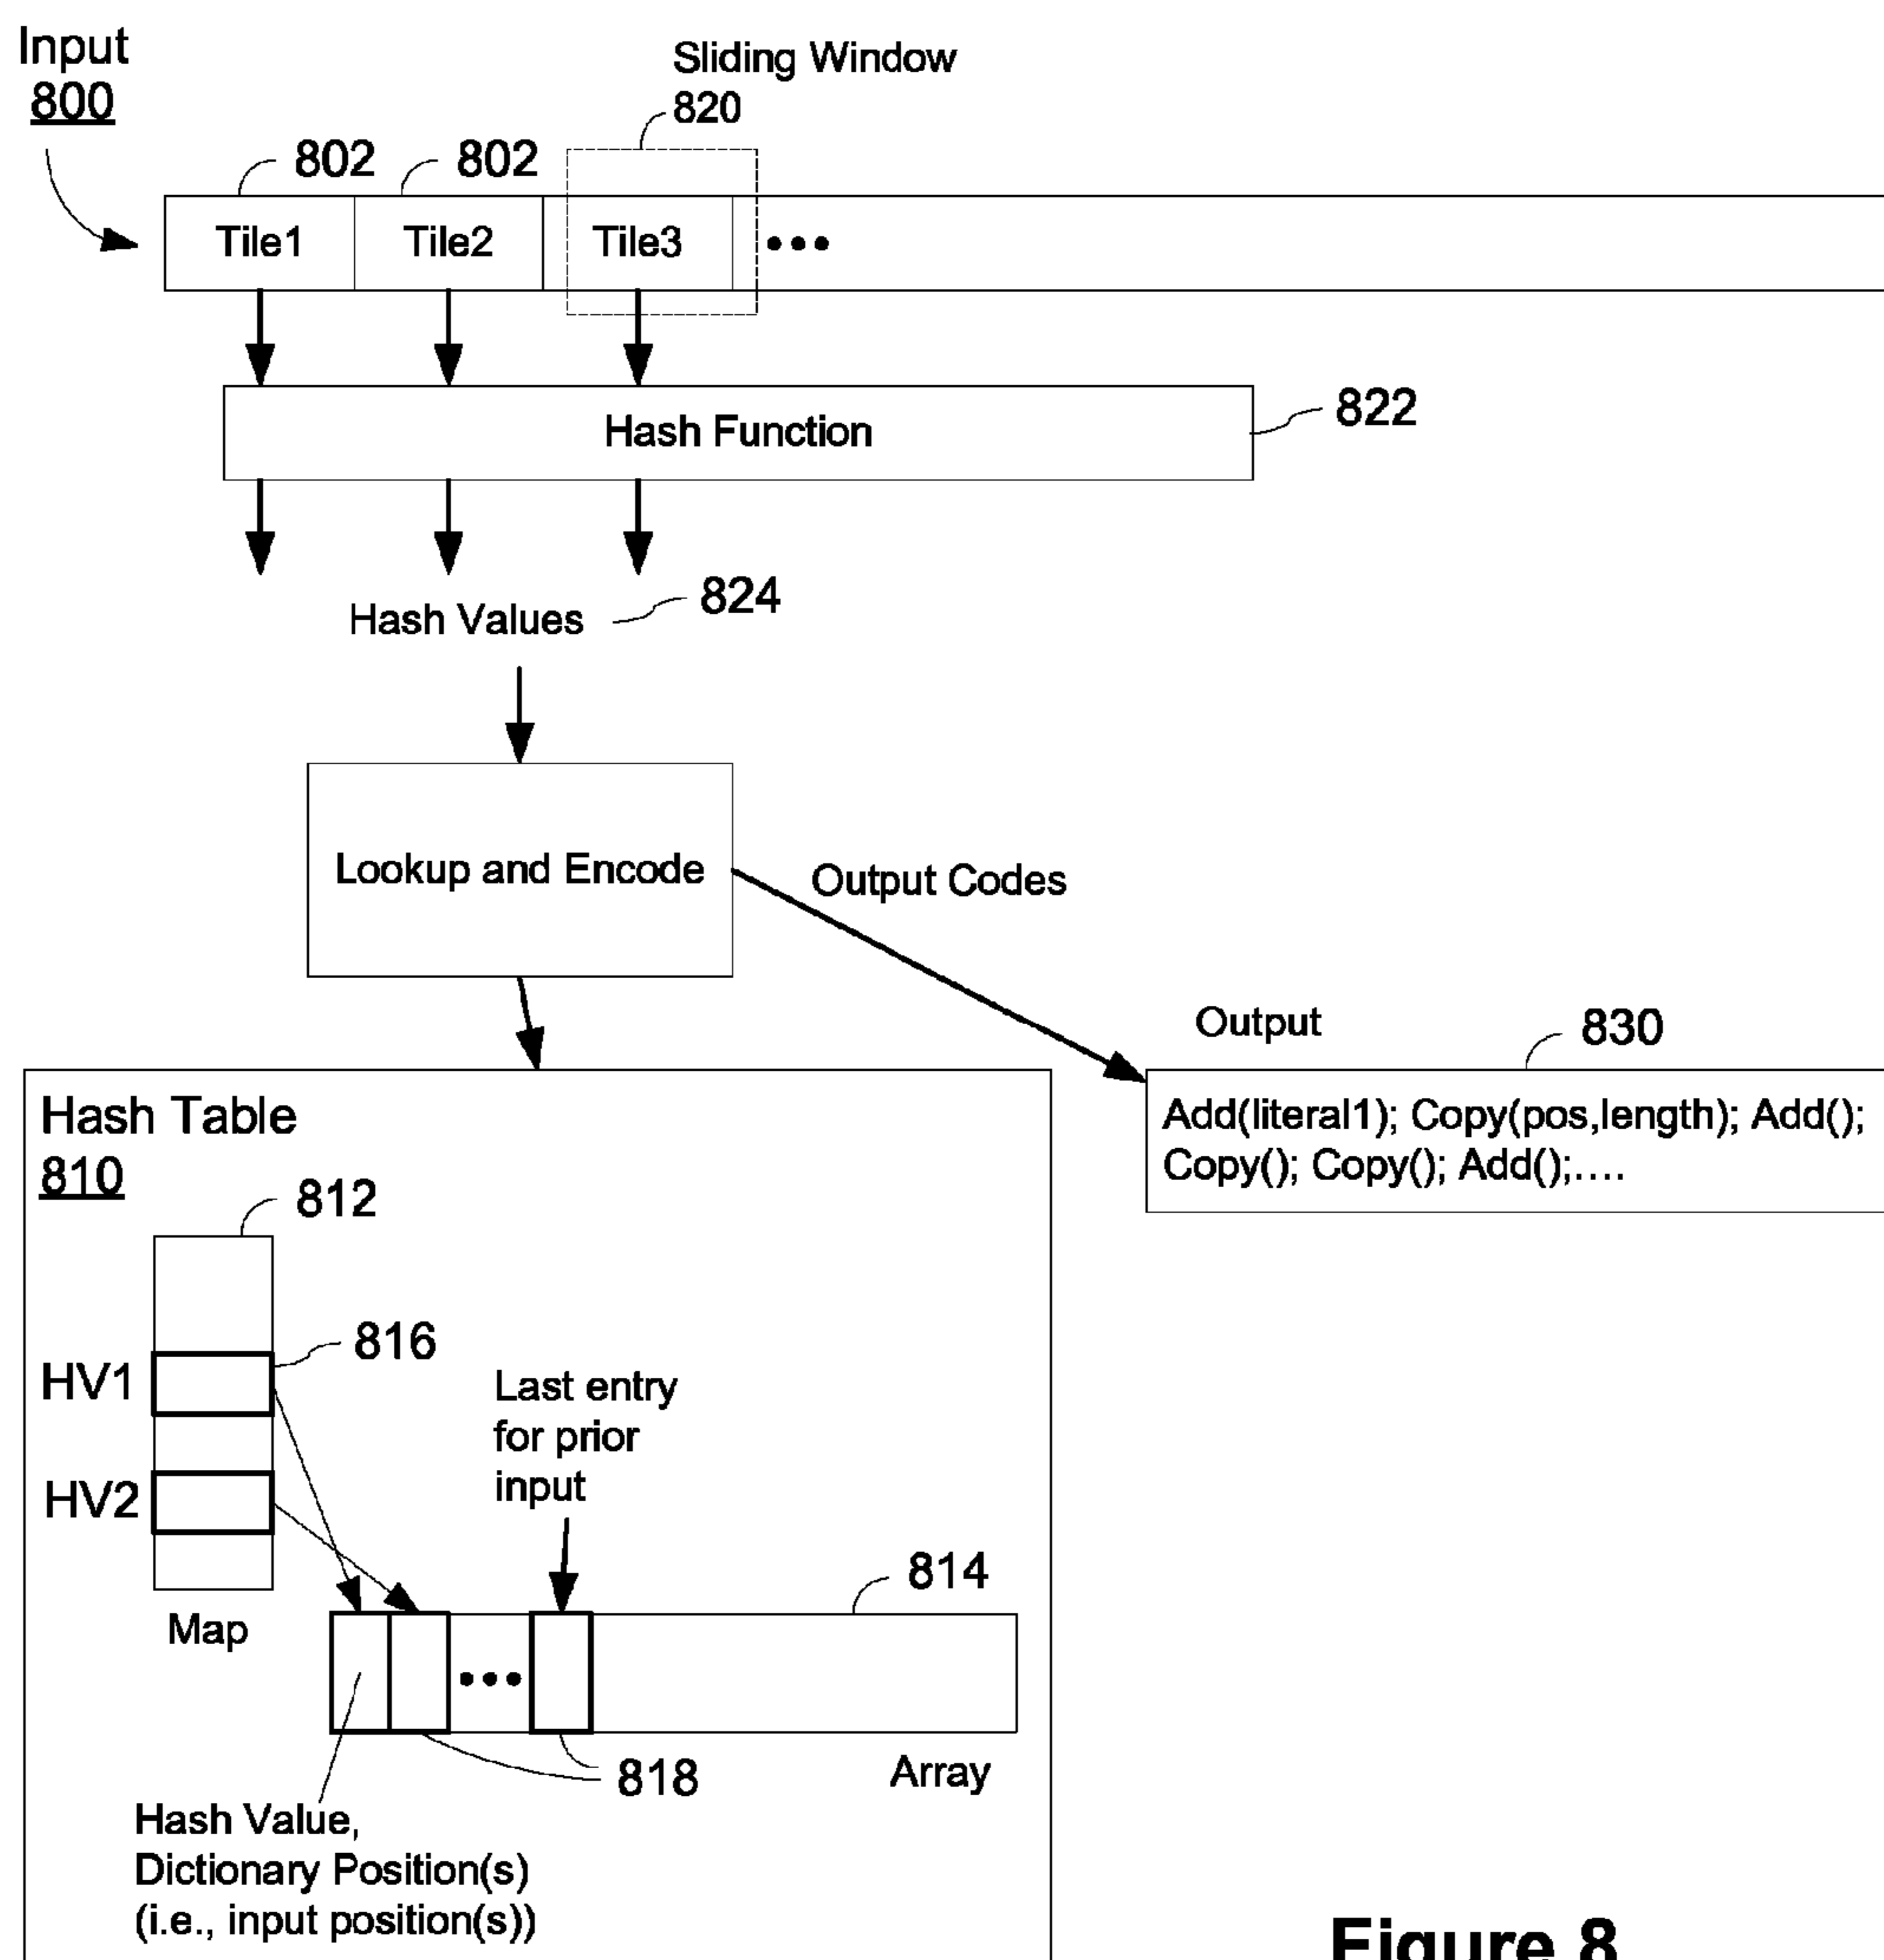 Input
800
Sliding Window
820
802
802
Tile1
Tile2
Tile3
•••
Hash Function
822
Hash Values
824
Lookup and Encode
Output Codes
Output
830
Add(literal1); Copy(pos,length); Add();
Copy(); Copy(); Add();....
Hash Table
810
812
816
HV1
HV2
Last entry
for prior
input
Map
•••
814
818
Array
Hash Value,
Dictionary Position(s)
(i.e., input position(s))
Figure 8